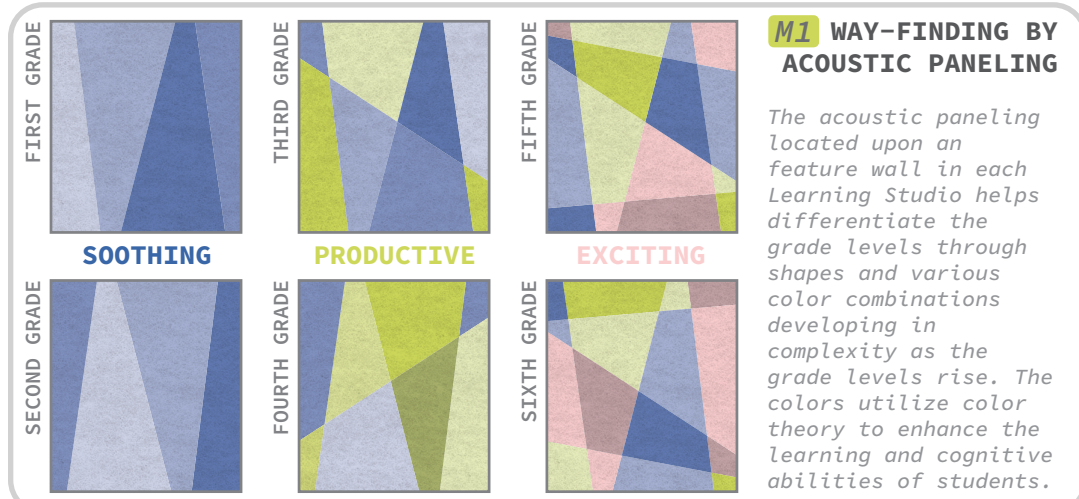 FIRST GRADE
THIRD GRADE
FIFTH GRADE
SOOTHING
PRODUCTIVE
EXCITING
SECOND GRADE
FOURTH GRADE
SIXTH GRADE
M1 WAY-FINDING BY
ACOUSTIC PANELING
The acoustic paneling
located upon an
feature wall in each
Learning Studio helps
differentiate the
grade levels through
shapes and various
color combinations
developing in
complexity as the
grade levels rise. The
colors utilize color
theory to enhance the
learning and cognitive
abilities of students.